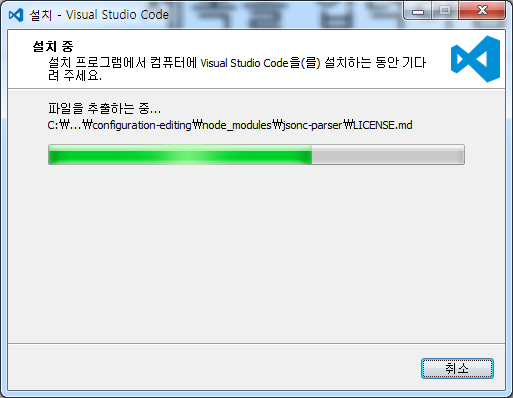 설치 - Visual Studio Code
설치 중
설치 프로그램에서 컴퓨터에 Visual Studio Code을(를) 설치하는 동안 기다
려 주세요.
파일을 추출하는 중...
C:₩...₩configuration-editing₩node_modules₩jsonc-parser₩LICENSE.md
취소